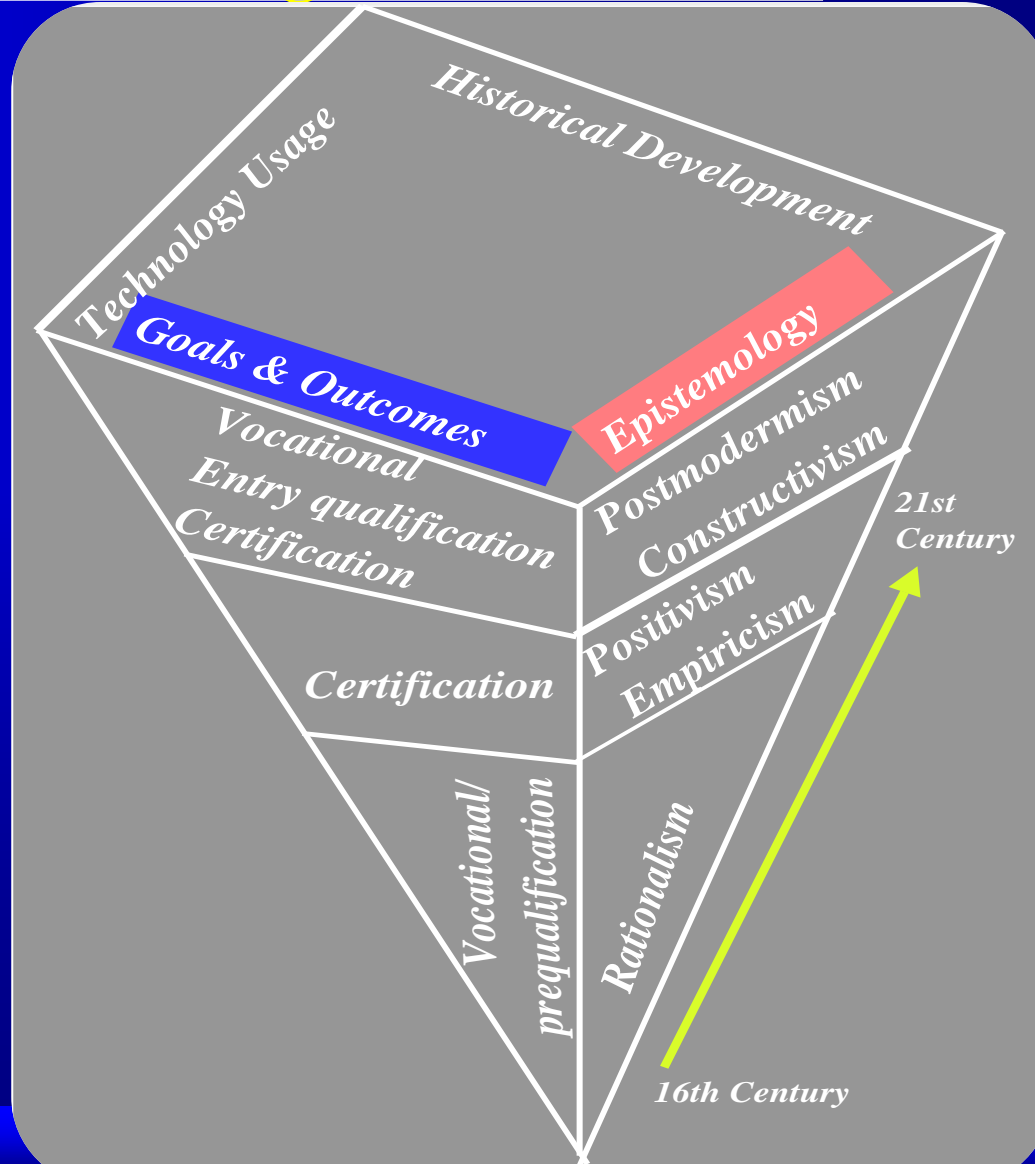 Historical Development
Technology Usage
Goals & Outcomes
Epistemology
Vocational
Entry qualification
Certification
Postmodermism
Constructivism
21st
Century
Certification
Positivism
Empiricism
Vocational/
prequalification
Rationalism
16th Century